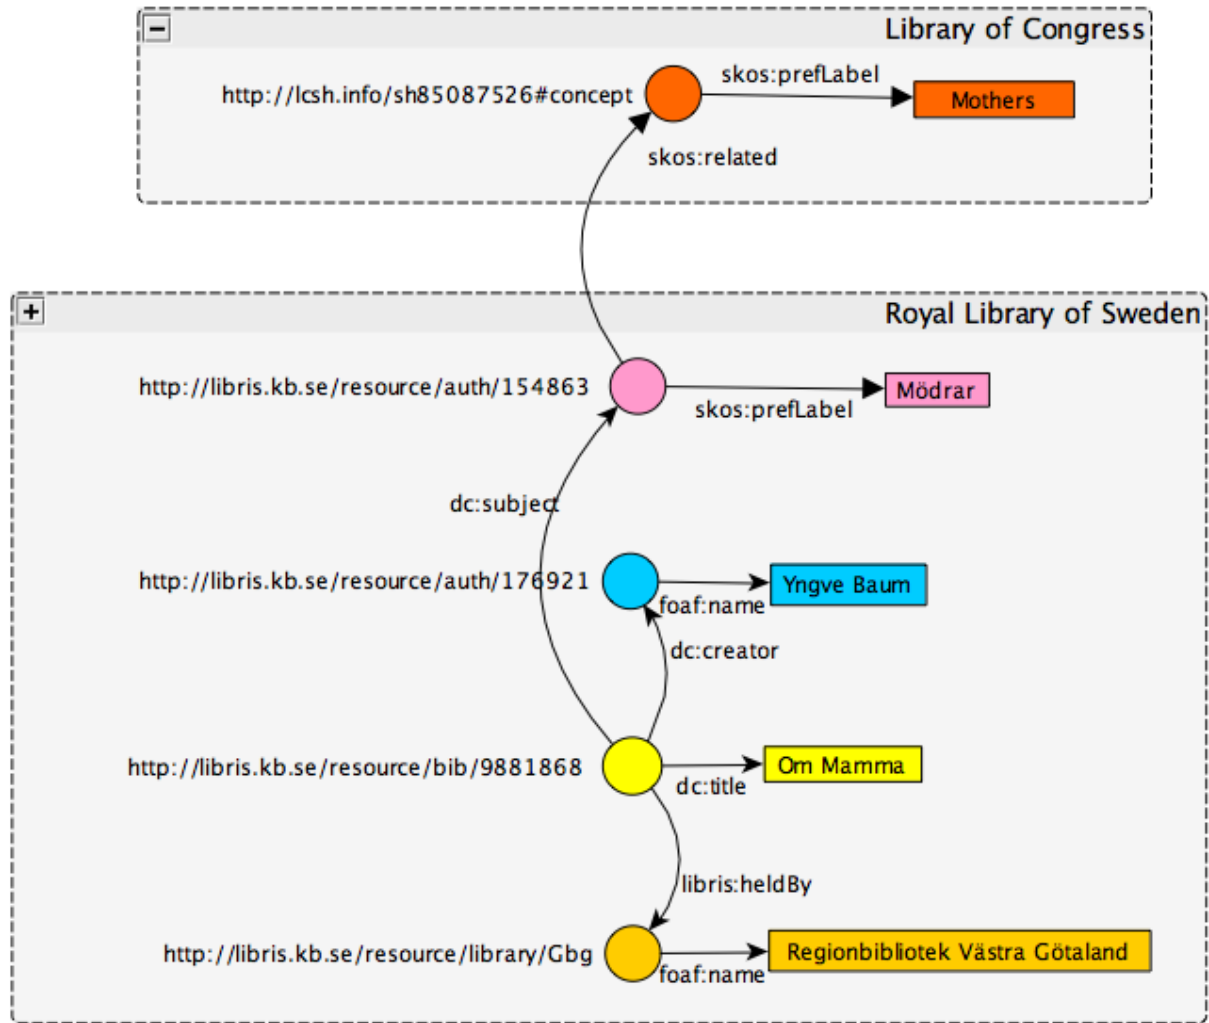 Library of Congress
skos:prefLabel
http://lcsh.info/sh85087526#concept
Mothers
skos:related
Royal Library of Sweden
http://libris.kb.se/resource/auth/154863
Mödrar
skos:prefLabel
dc:subject
http://libris.kb.se/resource/auth/176921
Yngve Baum
foaf:name
dc:creator
http://libris.kb.se/resource/bib/9881868
Om Mamma
dc:title
libris:heldBy
http://libris.kb.se/resource/library/Gbg
Regionbibliotek Västra Götaland
foaf:name